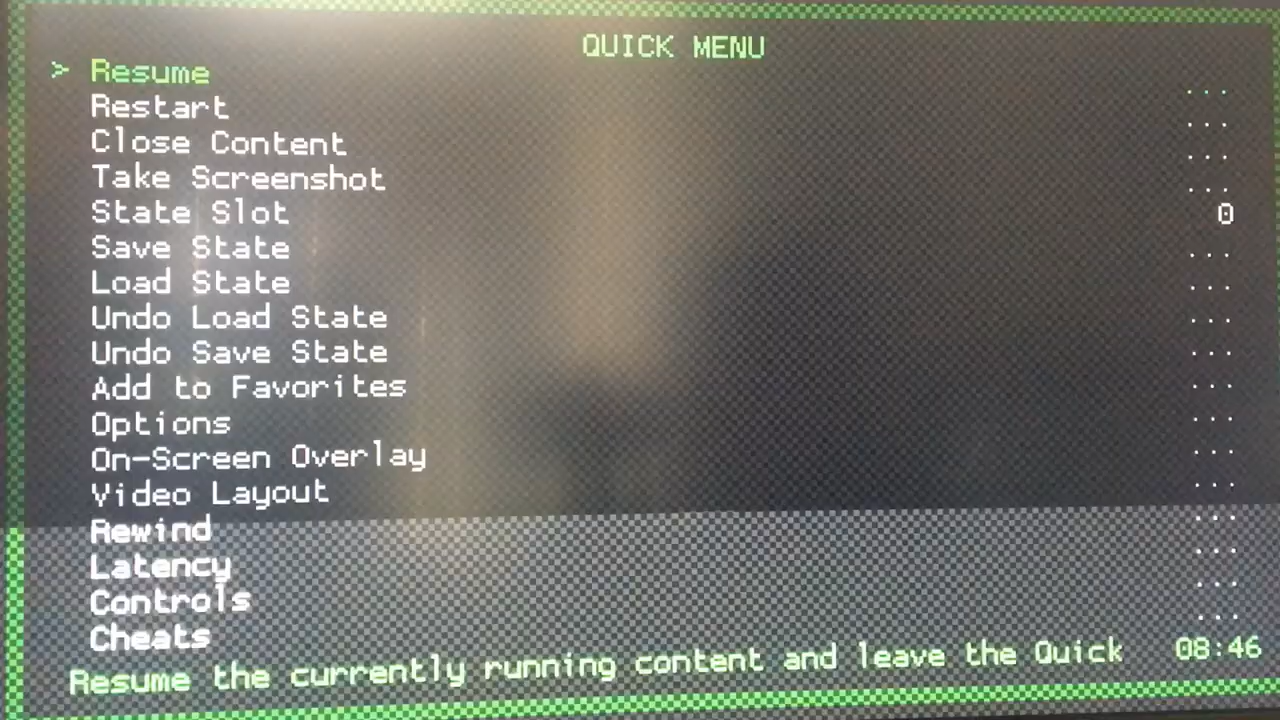 QUICK MENU
> Resume ...
Restart ...
Close Content ...
Take Screenshot ...
State Slot 0
Save State ...
Load State ...
Undo Load State ...
Undo Save State ...
Add to Favorites ...
Options ...
On-Screen Overlay ...
Video Layout ...
Rewind ...
Latency ...
Controls ...
Cheats ...
Resume the currently running content and leave the Quick 08:46